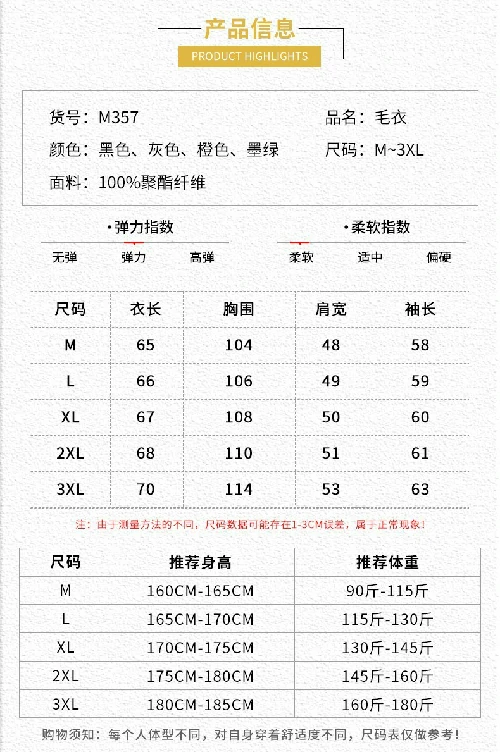 产品信息
PRODUCT HIGHLIGHTS
货号：M357 品名：毛衣
颜色：黑色、灰色、橙色、墨绿 尺码：M~3XL
面料：100%聚酯纤维
·弹力指数 ·柔软指数
无弹 弹力 高弹 柔软 适中 偏硬
尺码 衣长 胸围 肩宽 袖长
M 65 104 48 58
L 66 106 49 59
XL 67 108 50 60
2XL 68 110 51 61
3XL 70 114 53 63
注：由于测量方法的不同，尺码数据可能存在1-3CM误差，属于正常现象！
尺码 推荐身高 推荐体重
M 160CM-165CM 90斤-115斤
L 165CM-170CM 115斤-130斤
XL 170CM-175CM 130斤-145斤
2XL 175CM-180CM 145斤-160斤
3XL 180CM-185CM 160斤-180斤
购物须知：每个人体型不同，对自身穿着舒适度不同，尺码表仅做参考！